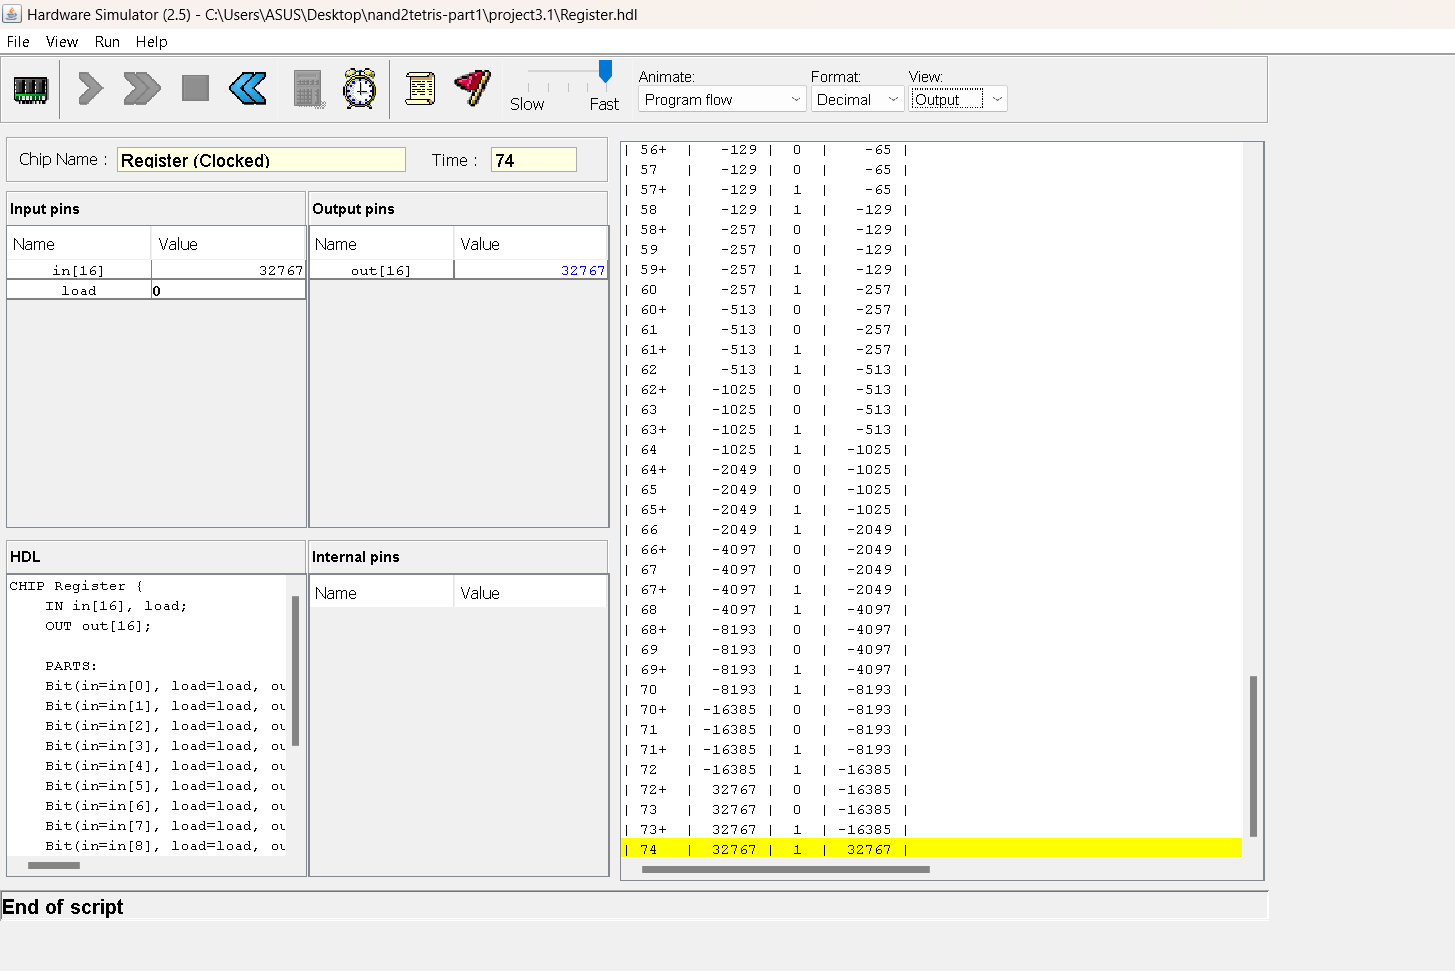 Hardware Simulator (2.5) - C:\Users\ASUS\Desktop\nand2tetris-part1\project3.1\Register.hdl
File View Run Help
Slow Fast
Animate: Format: View:
Program flow Decimal Output
Chip Name : Register (Clocked) Time : 74
Input pins
Name Value
in[16] 32767
load 0
Output pins
Name Value
out[16] 32767
HDL
CHIP Register {
IN in[16], load;
OUT out[16];
PARTS:
Bit(in=in[0], load=load, ou
Bit(in=in[1], load=load, ou
Bit(in=in[2], load=load, ou
Bit(in=in[3], load=load, ou
Bit(in=in[4], load=load, ou
Bit(in=in[5], load=load, ou
Bit(in=in[6], load=load, ou
Bit(in=in[7], load=load, ou
Bit(in=in[8], load=load, ou
Internal pins
Name Value
| 56+ | -129 | 0 | -65 |
| 57 | -129 | 0 | -65 |
| 57+ | -129 | 1 | -65 |
| 58 | -129 | 1 | -129 |
| 58+ | -257 | 0 | -129 |
| 59 | -257 | 0 | -129 |
| 59+ | -257 | 1 | -129 |
| 60 | -257 | 1 | -257 |
| 60+ | -513 | 0 | -257 |
| 61 | -513 | 0 | -257 |
| 61+ | -513 | 1 | -257 |
| 62 | -513 | 1 | -513 |
| 62+ | -1025 | 0 | -513 |
| 63 | -1025 | 0 | -513 |
| 63+ | -1025 | 1 | -513 |
| 64 | -1025 | 1 | -1025 |
| 64+ | -2049 | 0 | -1025 |
| 65 | -2049 | 0 | -1025 |
| 65+ | -2049 | 1 | -1025 |
| 66 | -2049 | 1 | -2049 |
| 66+ | -4097 | 0 | -2049 |
| 67 | -4097 | 0 | -2049 |
| 67+ | -4097 | 1 | -2049 |
| 68 | -4097 | 1 | -4097 |
| 68+ | -8193 | 0 | -4097 |
| 69 | -8193 | 0 | -4097 |
| 69+ | -8193 | 1 | -4097 |
| 70 | -8193 | 1 | -8193 |
| 70+ | -16385 | 0 | -8193 |
| 71 | -16385 | 0 | -8193 |
| 71+ | -16385 | 1 | -8193 |
| 72 | -16385 | 1 | -16385 |
| 72+ | 32767 | 0 | -16385 |
| 73 | 32767 | 0 | -16385 |
| 73+ | 32767 | 1 | -16385 |
| 74 | 32767 | 1 | 32767 |
End of script